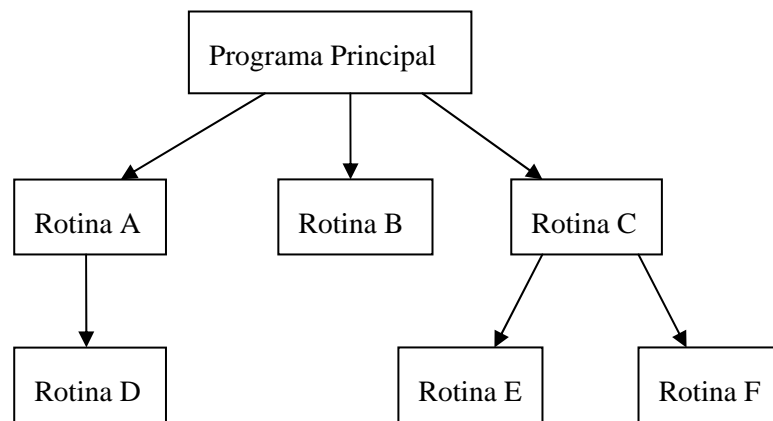 Programa Principal
Rotina A
Rotina B
Rotina C
Rotina D
Rotina E
Rotina F